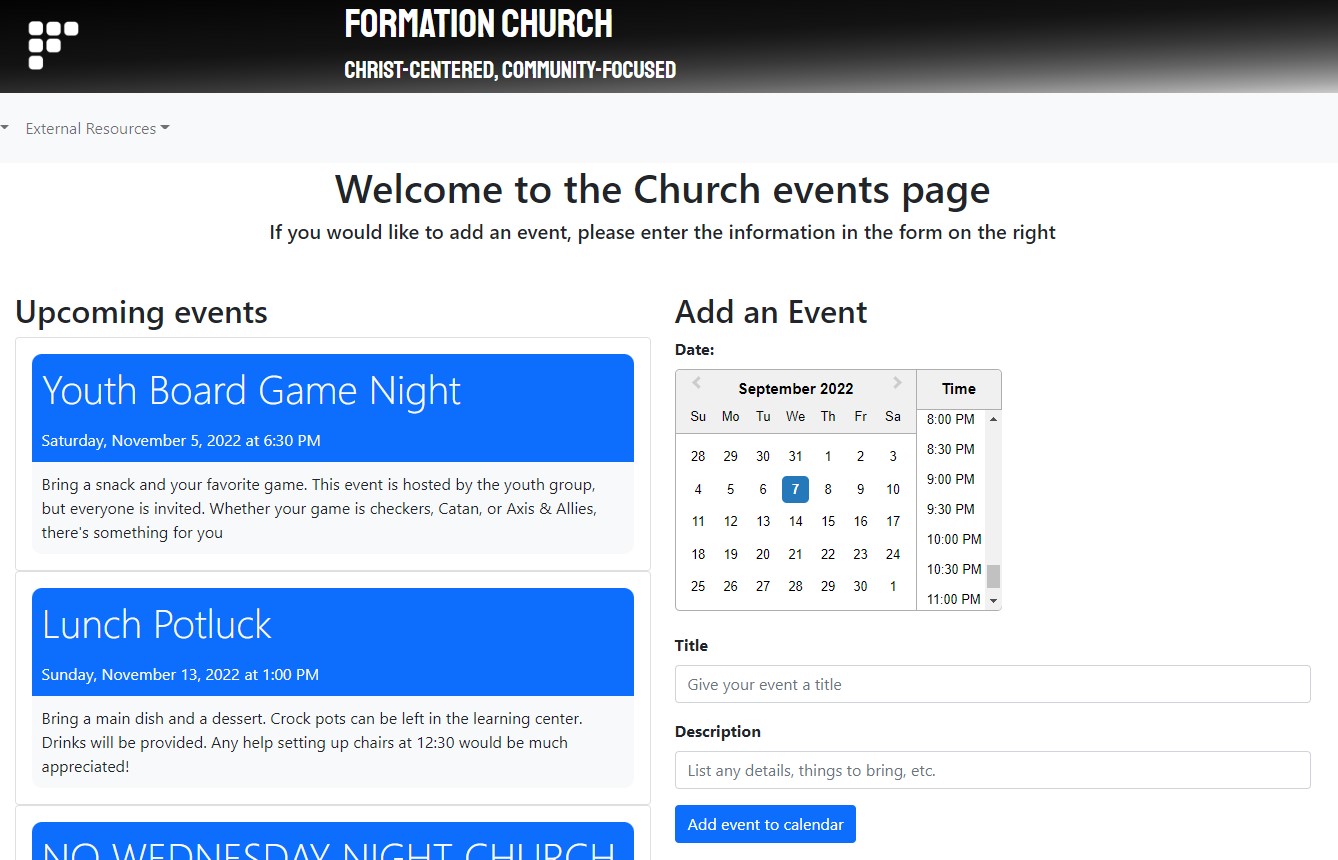 FORMATION CHURCH
CHRIST-CENTERED, COMMUNITY-FOCUSED
External Resources
Welcome to the Church events page
If you would like to add an event, please enter the information in the form on the right
Upcoming events
Youth Board Game Night
Saturday, November 5, 2022 at 6:30 PM
Bring a snack and your favorite game. This event is hosted by the youth group,
but everyone is invited. Whether your game is checkers, Catan, or Axis & Allies,
there's something for you
Lunch Potluck
Sunday, November 13, 2022 at 1:00 PM
Bring a main dish and a dessert. Crock pots can be left in the learning center.
Drinks will be provided. Any help setting up chairs at 12:30 would be much
appreciated!
NO WEDNESDAY NIGHT CHURCH
Add an Event
Date:
September 2022
Su Mo Tu We Th Fr Sa
28 29 30 31 1 2 3
4 5 6 7 8 9 10
11 12 13 14 15 16 17
18 19 20 21 22 23 24
25 26 27 28 29 30 1
Time
8:00 PM
8:30 PM
9:00 PM
9:30 PM
10:00 PM
10:30 PM
11:00 PM
Title
Give your event a title
Description
List any details, things to bring, etc.
Add event to calendar